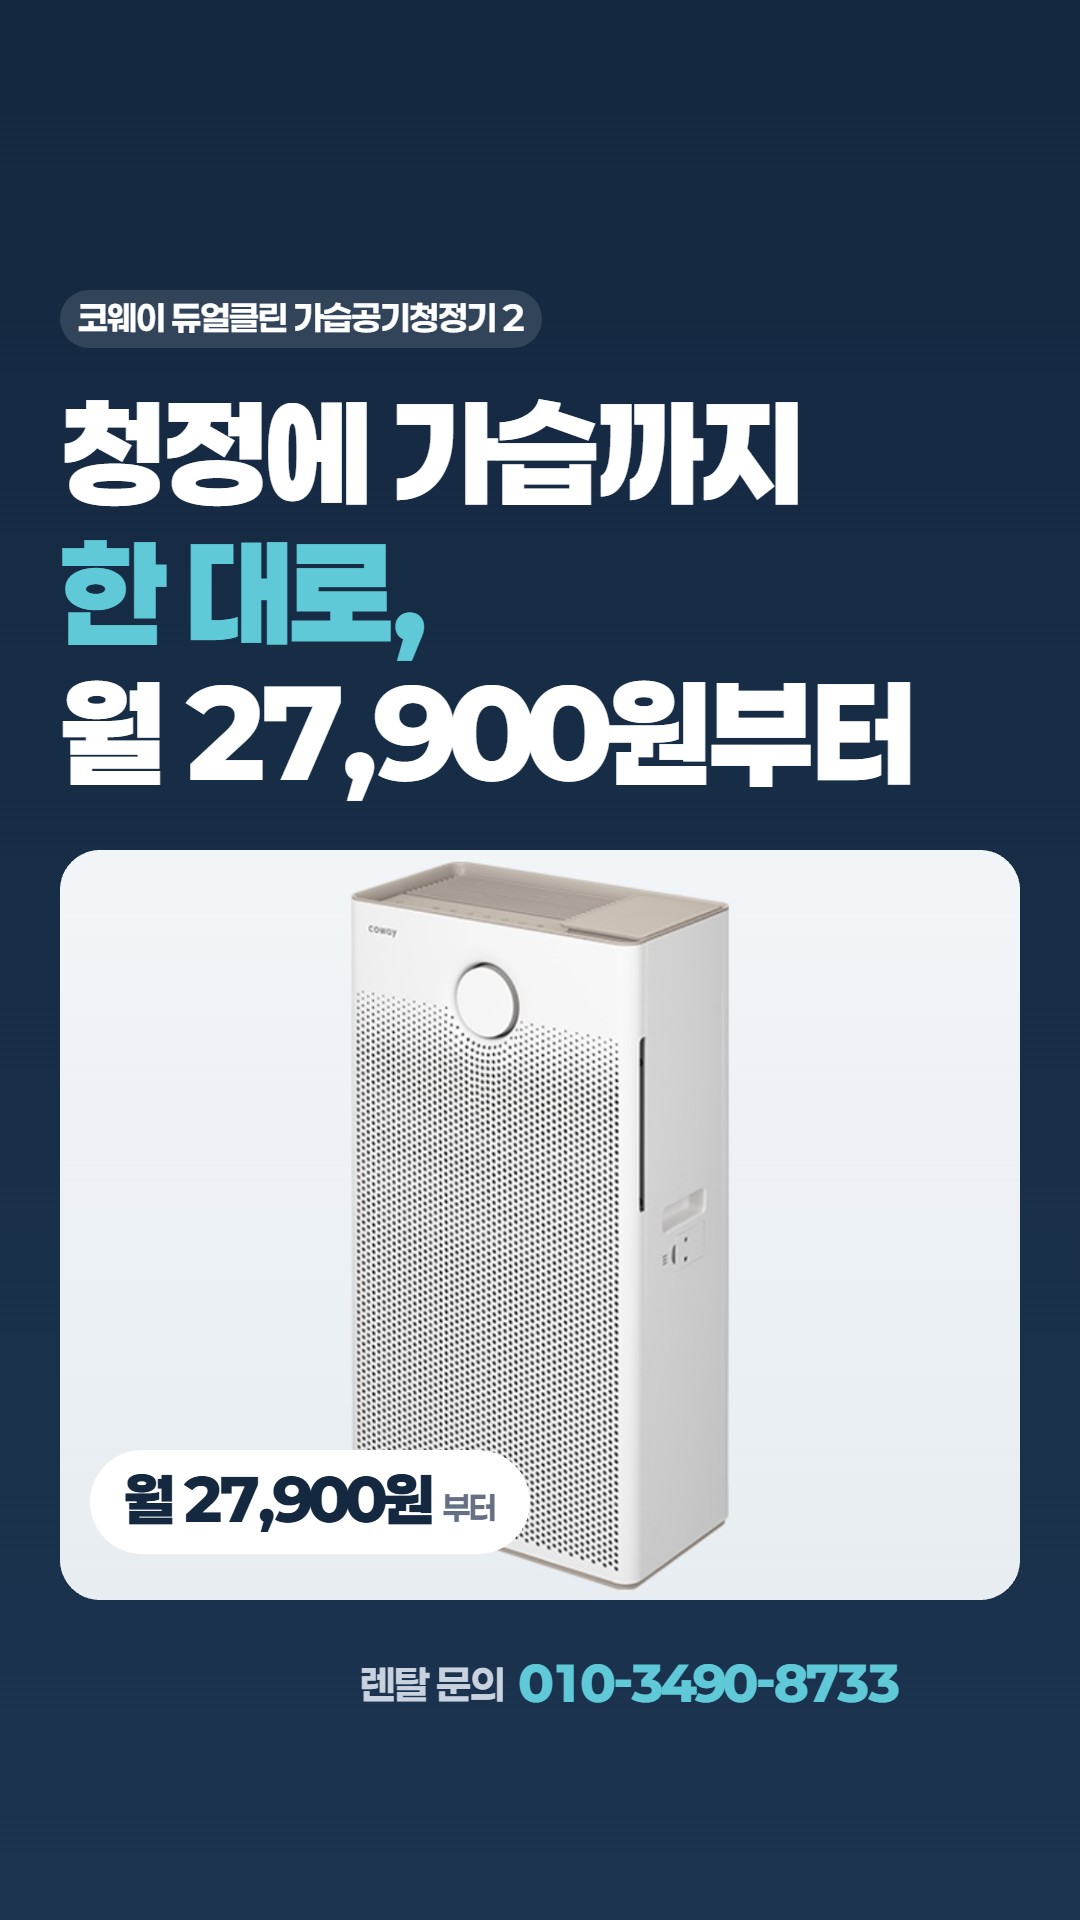 코웨이 듀얼클린 가습공기청정기 2
청정에 가습까지
한 대로,
월 27,900원부터
coway
월 27,900원 부터
렌탈 문의 010-3490-8733